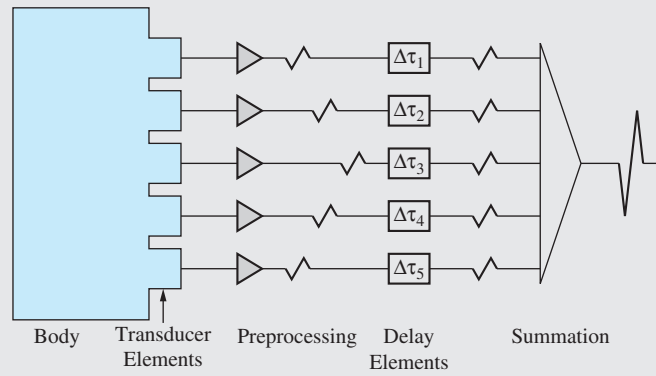 Δτ1
Δτ2
Δτ3
Δτ4
Δτ5
Body
Transducer
Elements
Preprocessing
Delay
Elements
Summation